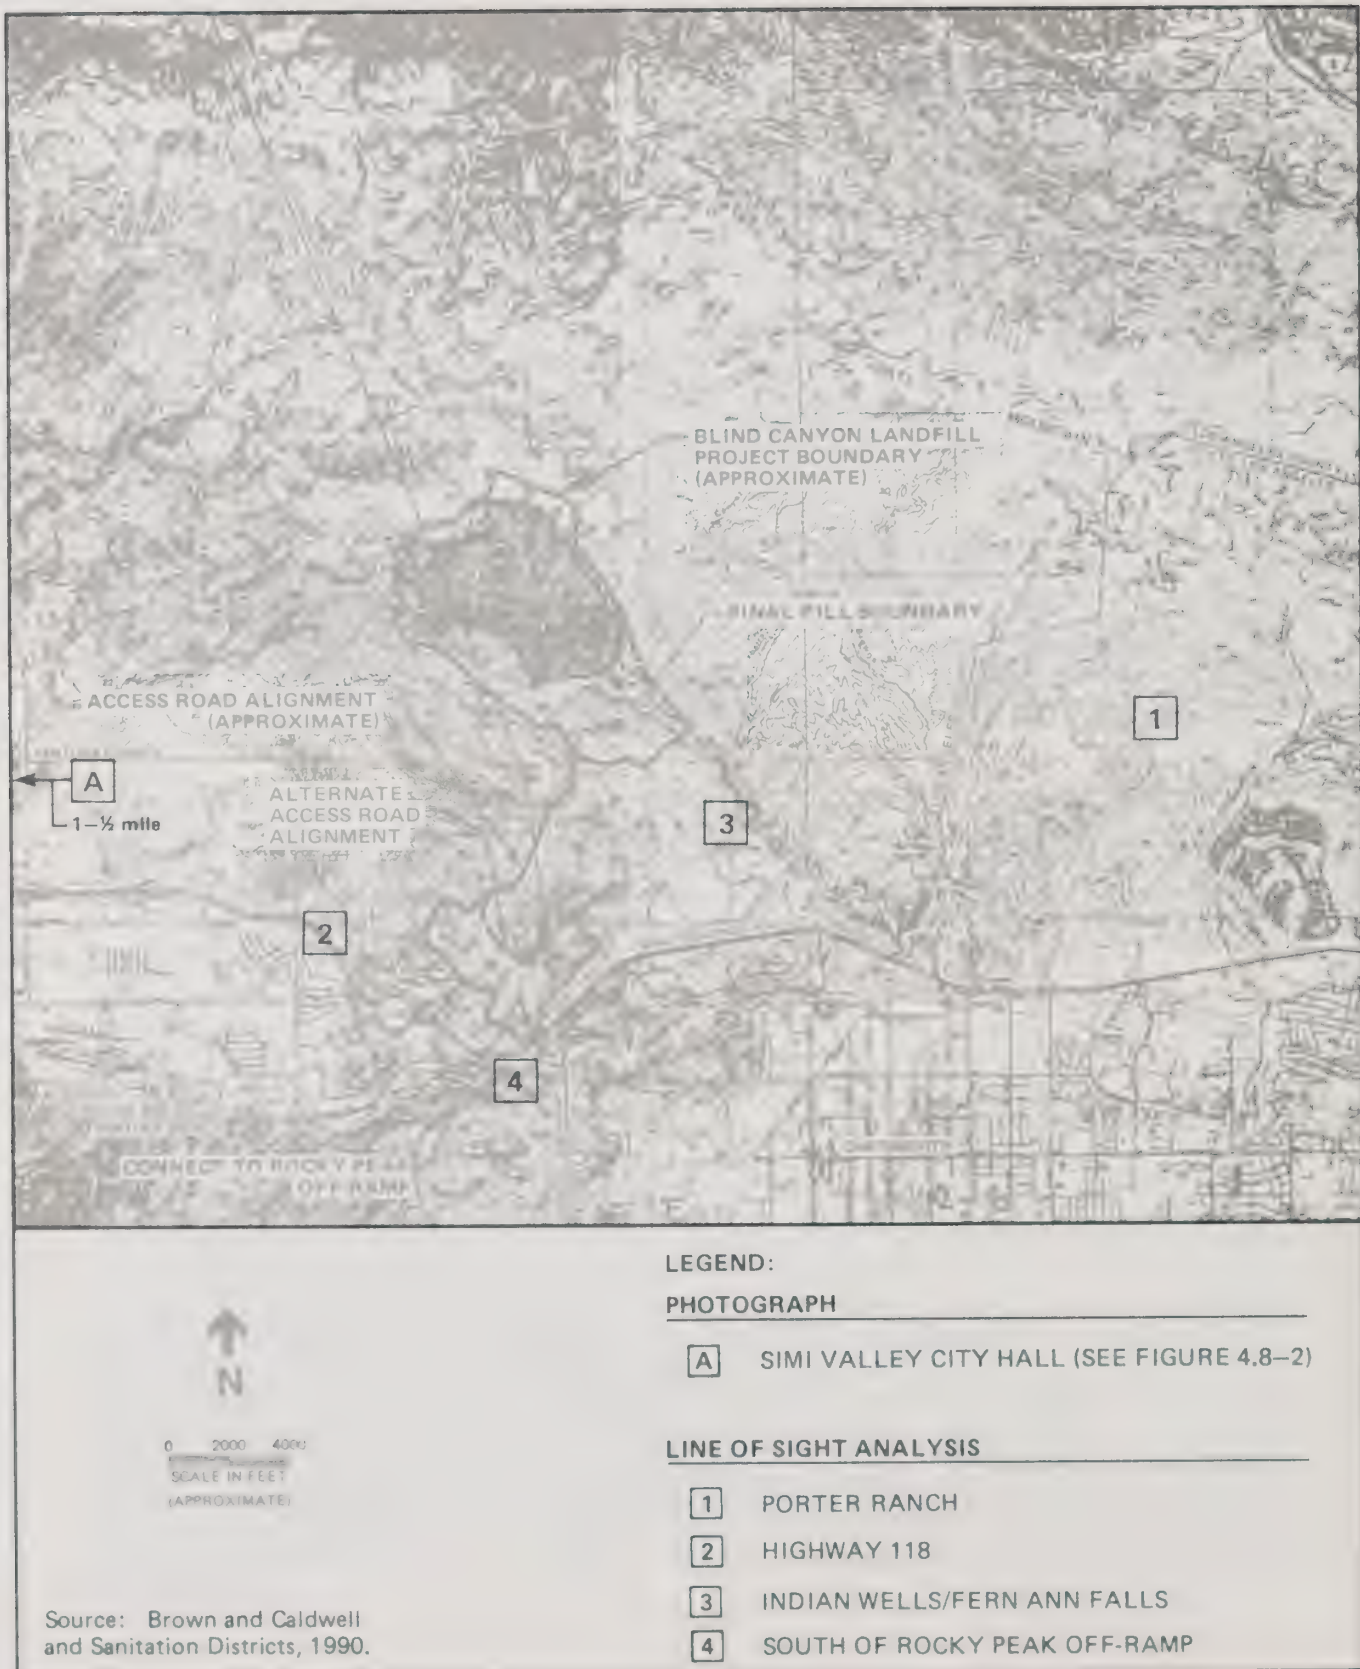 BLIND CANYON LANDFILL
PROJECT BOUNDARY
(APPROXIMATE)
FINAL FILL BOUNDARY
ACCESS ROAD ALIGNMENT
(APPROXIMATE)
1
A
1–½ mile
ALTERNATE
ACCESS ROAD
ALIGNMENT
3
2
4
CONNECT TO ROCKY PEAK
OFF RAMP
N
0 2000 4000
SCALE IN FEET
(APPROXIMATE)
Source: Brown and Caldwell
and Sanitation Districts, 1990.
LEGEND:
PHOTOGRAPH
A SIMI VALLEY CITY HALL (SEE FIGURE 4.8–2)
LINE OF SIGHT ANALYSIS
1 PORTER RANCH
2 HIGHWAY 118
3 INDIAN WELLS/FERN ANN FALLS
4 SOUTH OF ROCKY PEAK OFF-RAMP